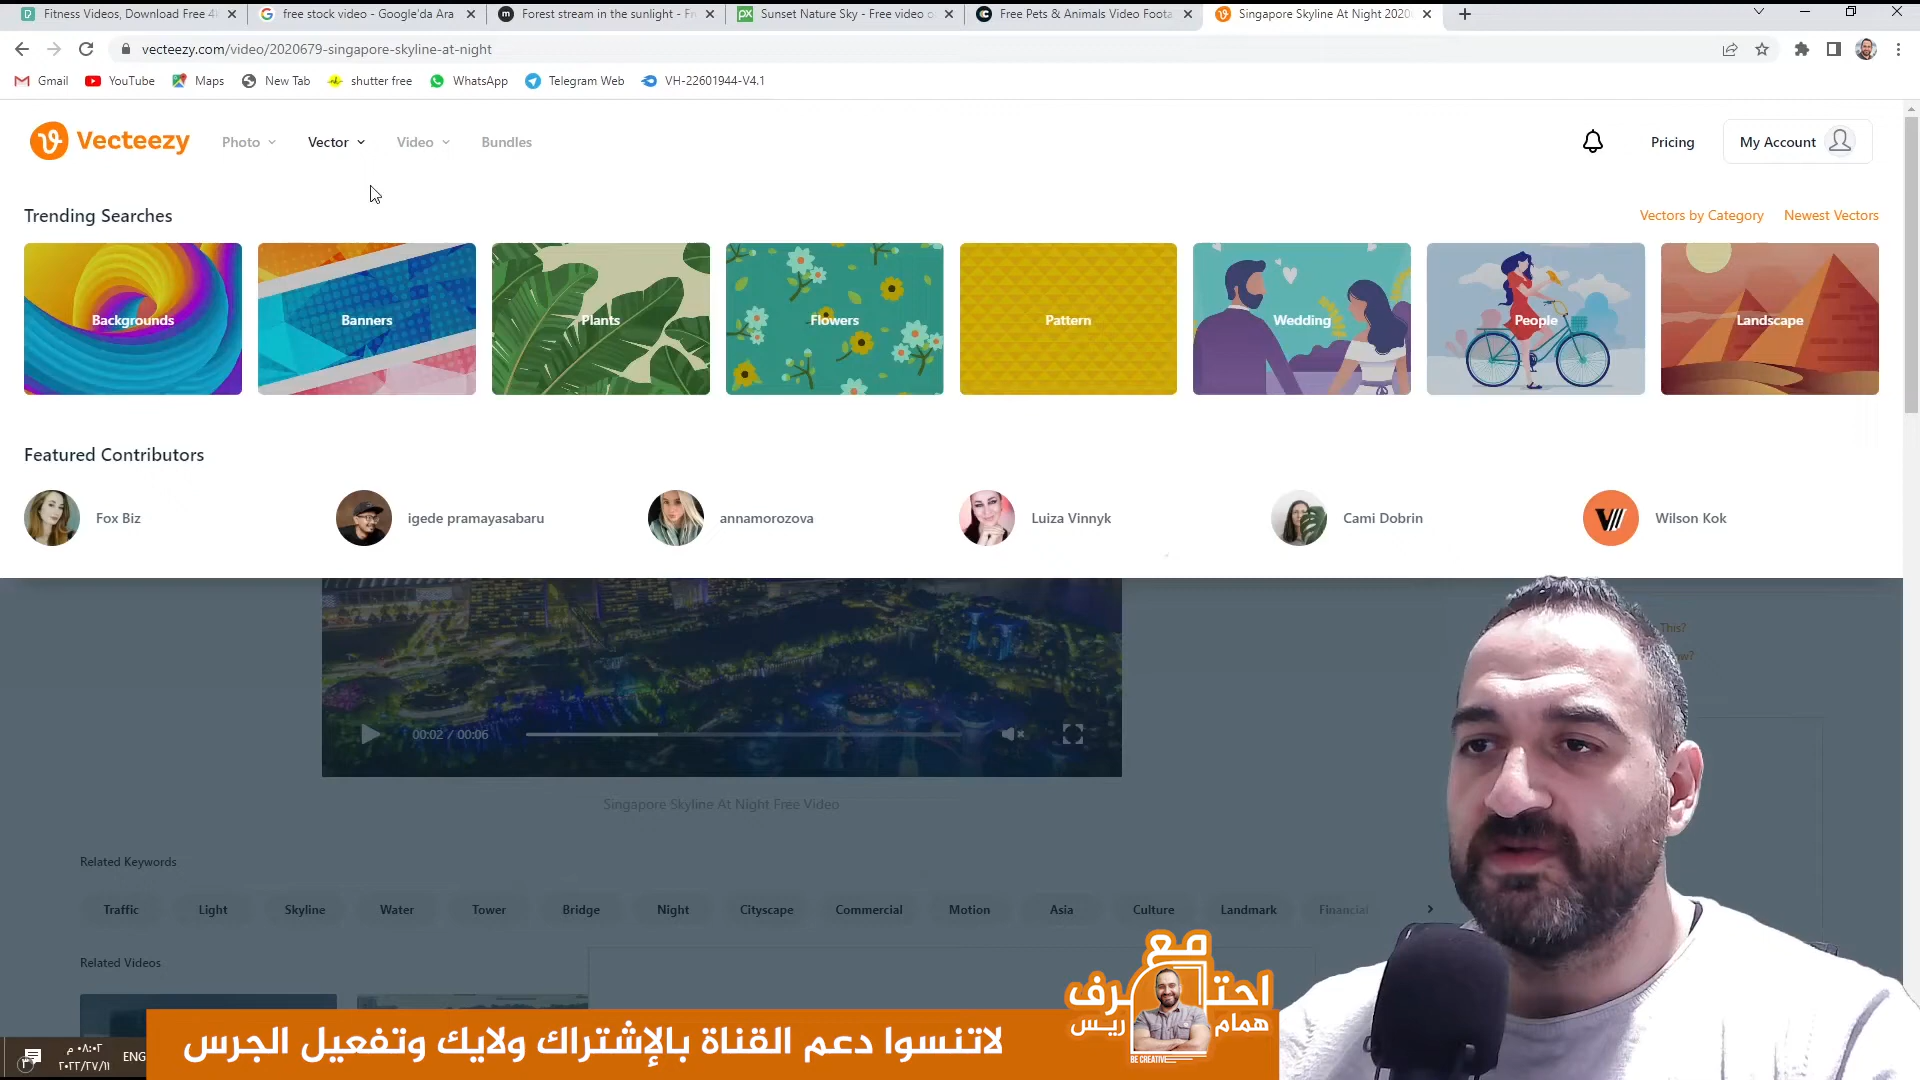 Fitness Videos, Download Free 4
free stock video - Google'da Ara
Forest stream in the sunlight - Fr
Sunset Nature Sky - Free video o
Free Pets & Animals Video Foota
Singapore Skyline At Night 2020
vecteezy.com/video/2020679-singapore-skyline-at-night
Gmail YouTube Maps New Tab shutter free WhatsApp Telegram Web VH-22601944-V4.1
Vecteezy Photo Vector Video Bundles Pricing My Account
Trending Searches Vectors by Category Newest Vectors
Backgrounds Banners Plants Flowers Pattern Wedding People Landscape
Featured Contributors
Fox Biz igede pramayasabaru annamorozova Luiza Vinnyk Cami Dobrin Wilson Kok
This?
00:02 / 00:06
Singapore Skyline At Night Free Video
Related Keywords
Traffic Light Skyline Water Tower Bridge Night Cityscape Commercial Motion Asia Culture Landmark Financial
Related Videos
مع
احترف
همام ريس
BE CREATIVE
لاتنسوا دعم القناة بالإشتراك ولايك وتفعيل الجرس
٠٨:٠٢ م
ENG